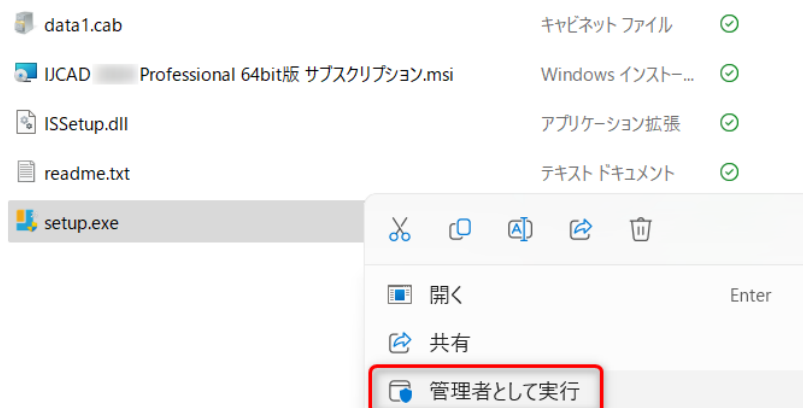 data1.cab キャビネット ファイル
IJCAD Professional 64bit版 サブスクリプション.msi Windows インストー...
ISSetup.dll アプリケーション拡張
readme.txt テキスト ドキュメント
setup.exe
開く Enter
共有
管理者として実行